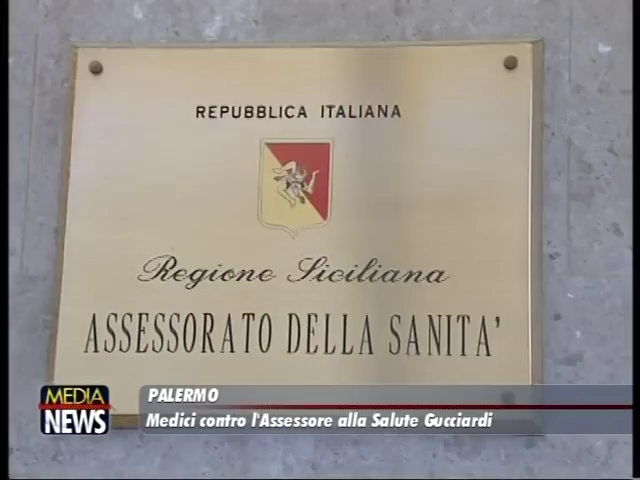 REPUBBLICA ITALIANA
Regione Siciliana
ASSESSORATO DELLA SANITA'
MEDIA
NEWS
PALERMO
Medici contro l'Assessore alla Salute Gucciardi